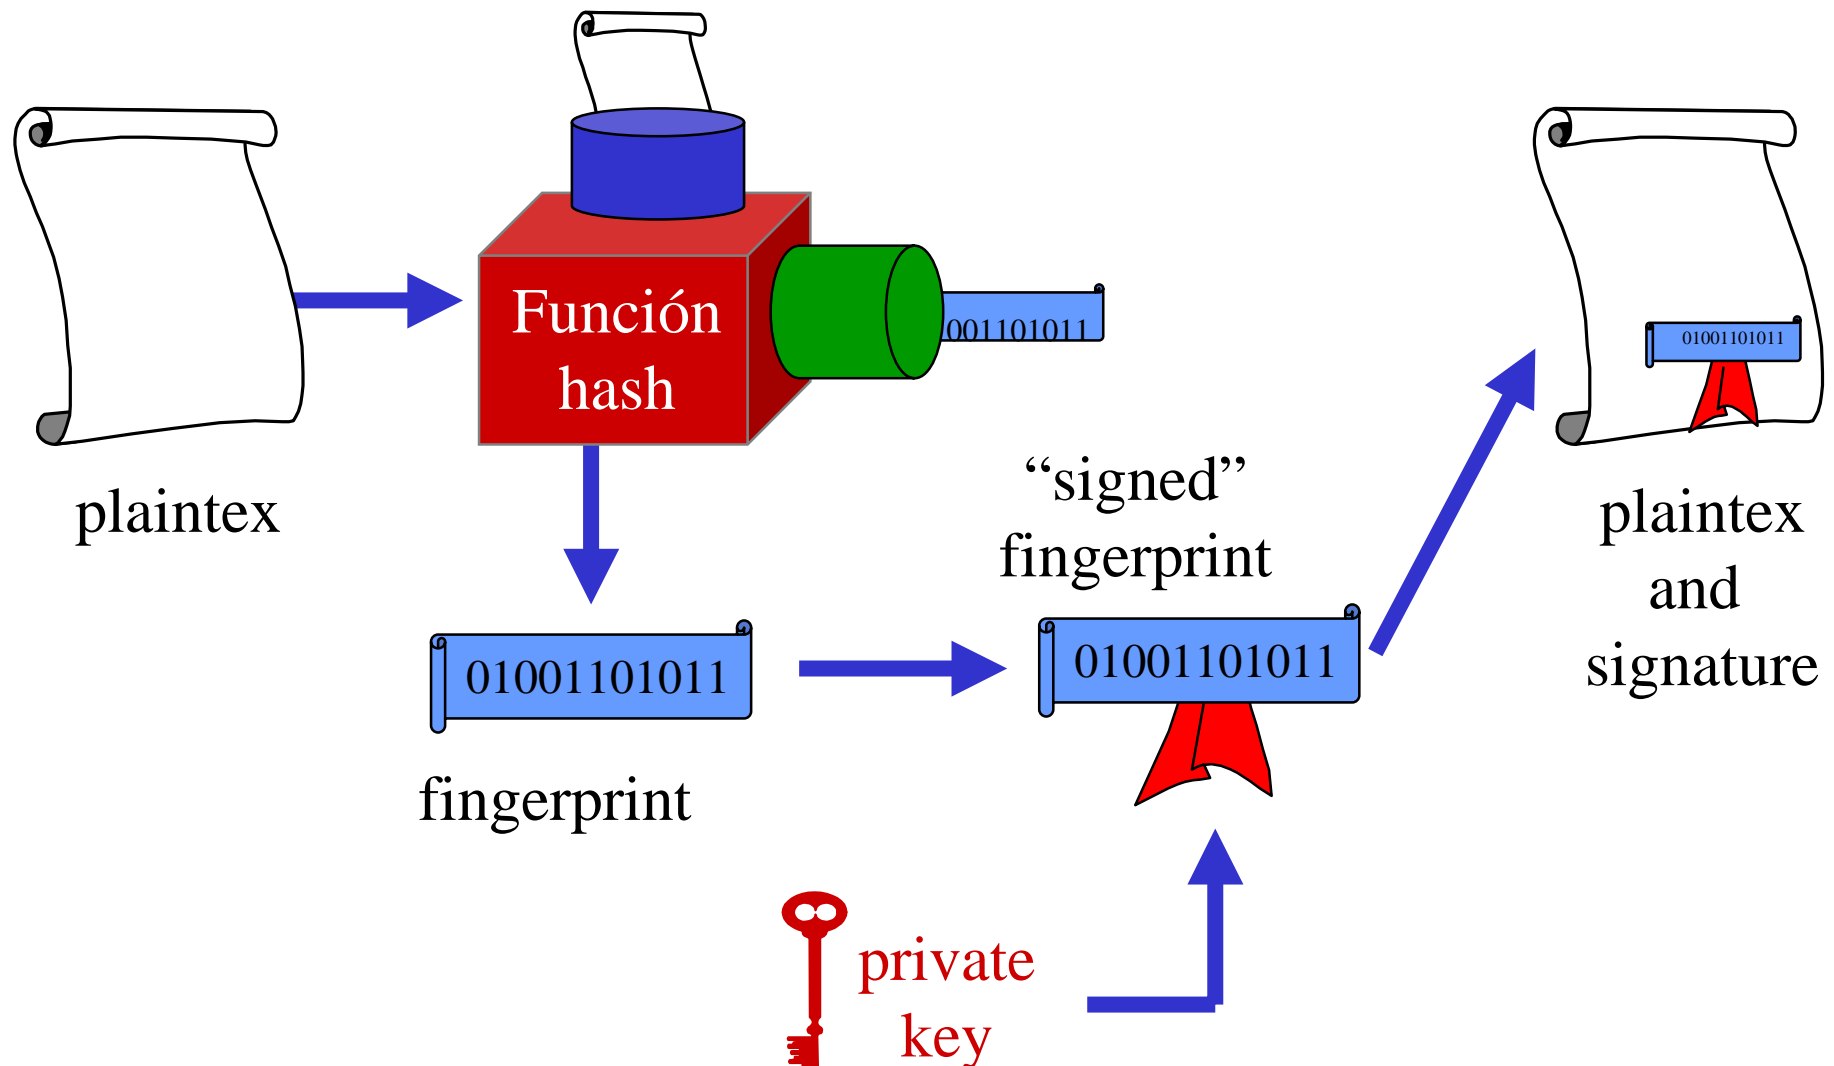 plaintex
Función
hash
001101011
01001101011
fingerprint
“signed”
fingerprint
01001101011
private
key
01001101011
plaintex
and
signature